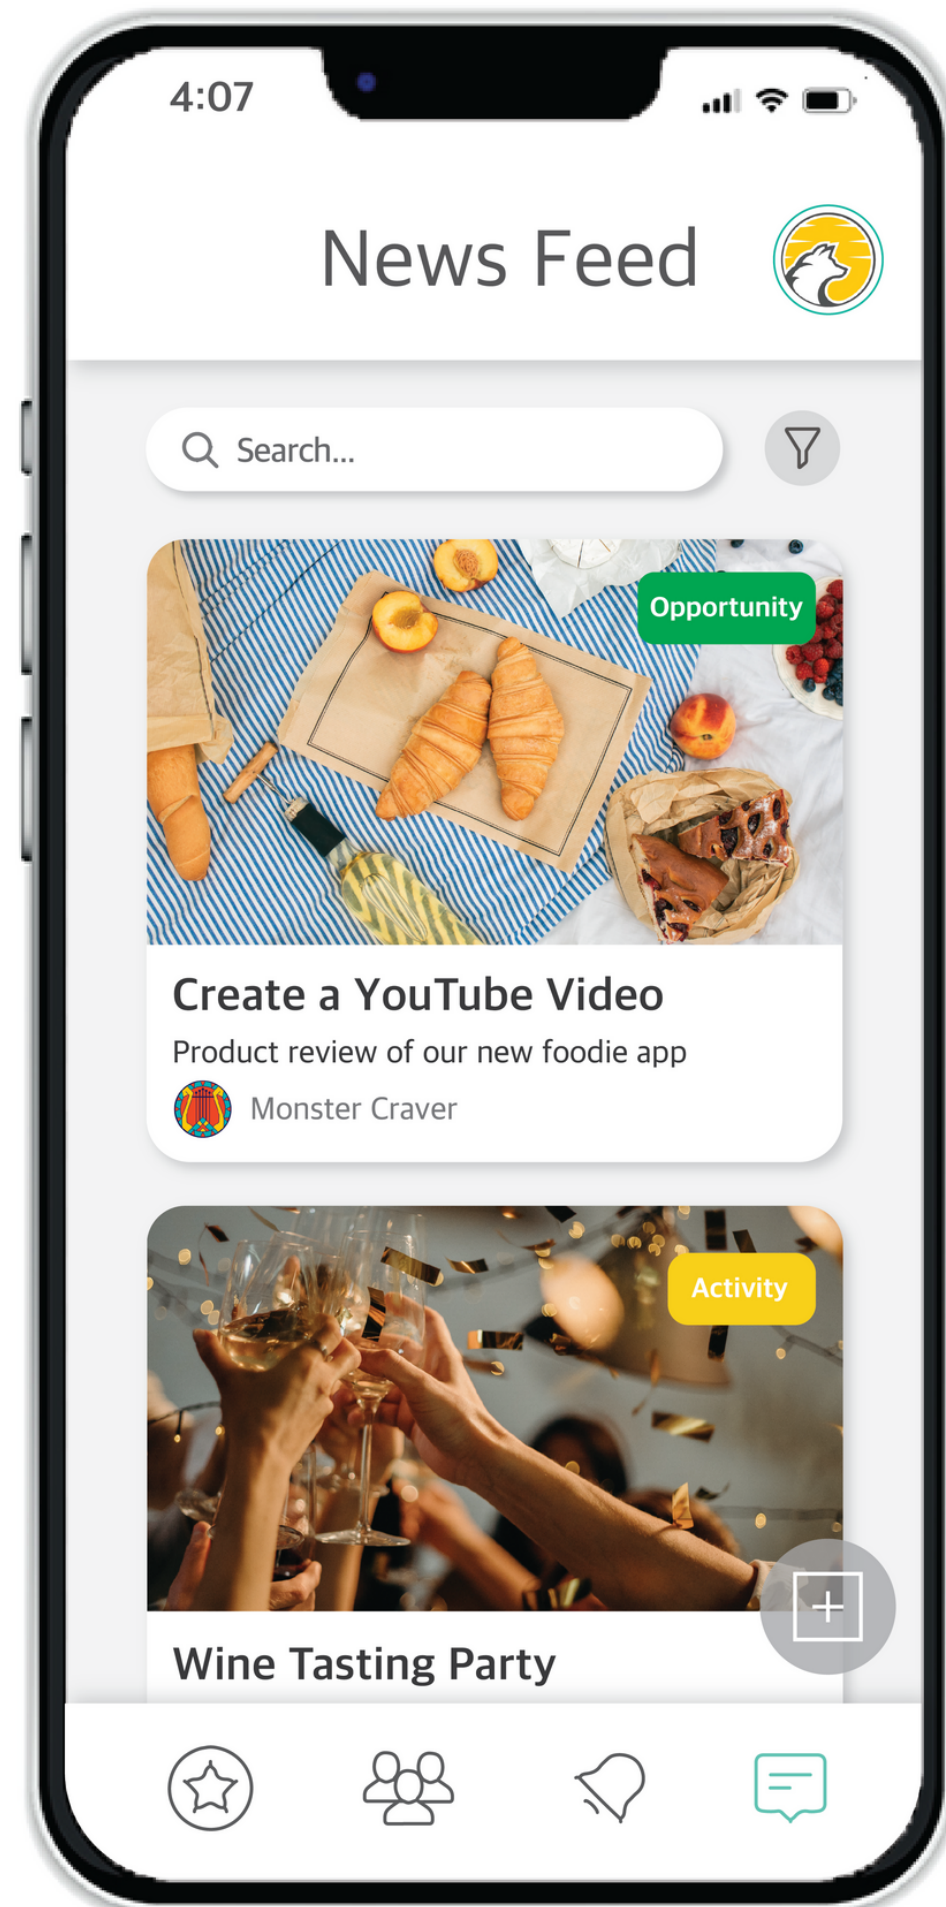 4:07
News Feed
Search...
Opportunity
Create a YouTube Video
Product review of our new foodie app
Monster Craver
Activity
Wine Tasting Party